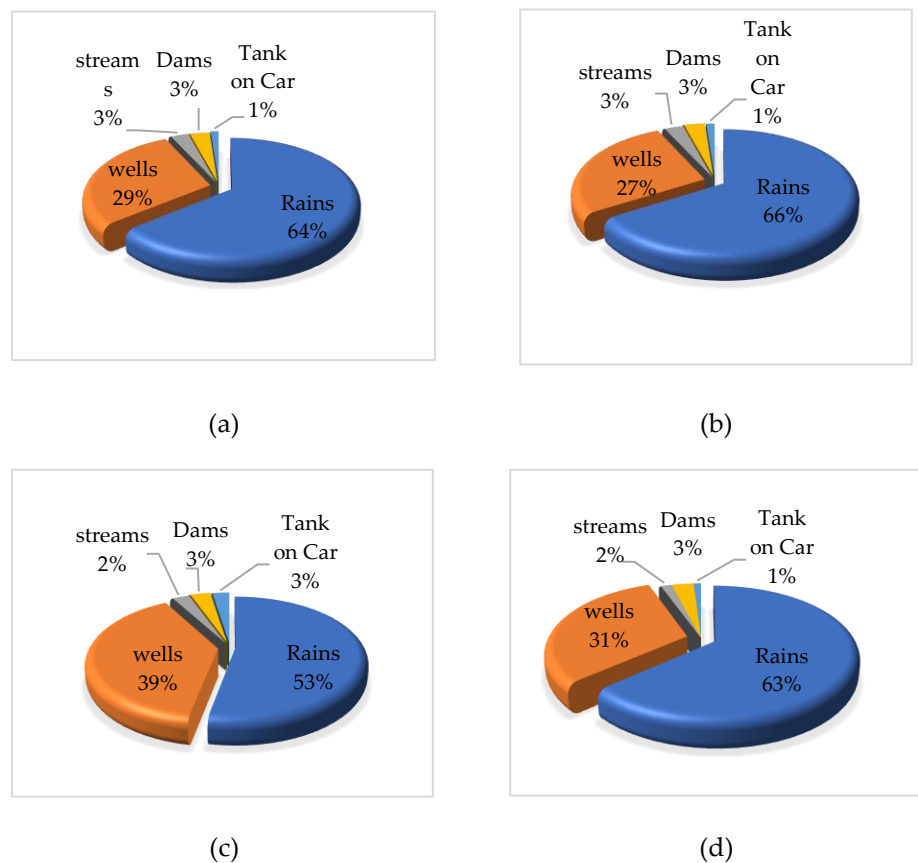 stream
s
3%
Dams
3%
Tank
on Car
1%
wells
29%
Rains
64%
(a)
streams
3%
Dams
3%
Tank
on
Car
1%
wells
27%
Rains
66%
(b)
streams
2%
Dams
3%
Tank
on Car
3%
wells
39%
Rains
53%
(c)
streams
2%
Dams
3%
Tank
on Car
1%
wells
31%
Rains
63%
(d)